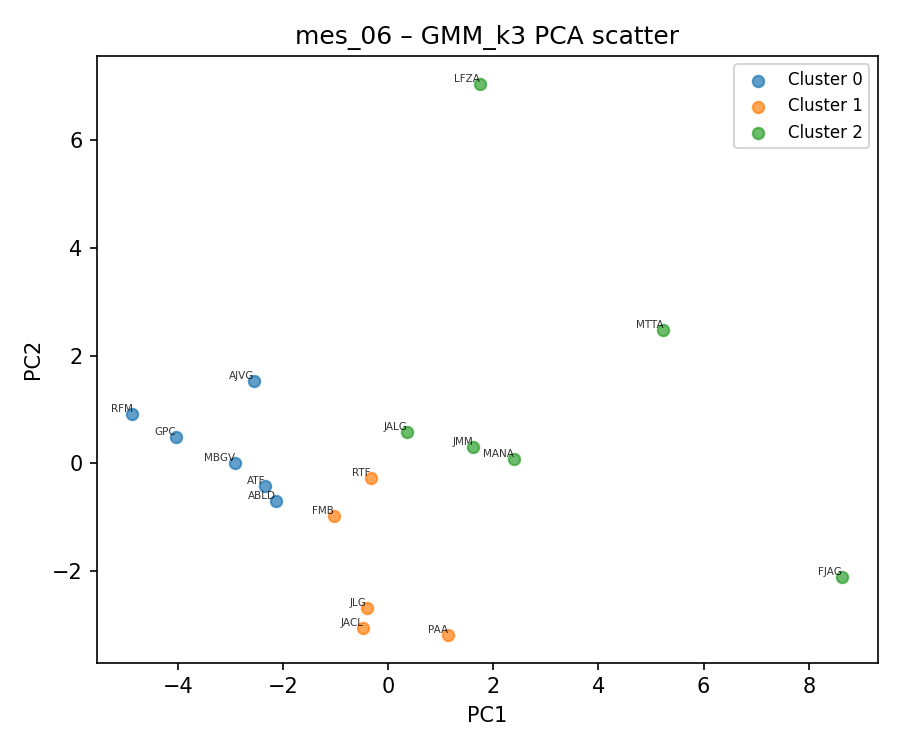 mes_06 – GMM_k3 PCA scatter
Cluster 0
Cluster 1
Cluster 2
LFZA
MTTA
AJVG
RFM
GPC
JALG
JMM
MANA
MBGV
RTF
ATF
ABLD
FMB
FJAG
JLG
JACL
PAA
6
4
2
0
−2
PC2
−4
−2
0
2
4
6
8
PC1